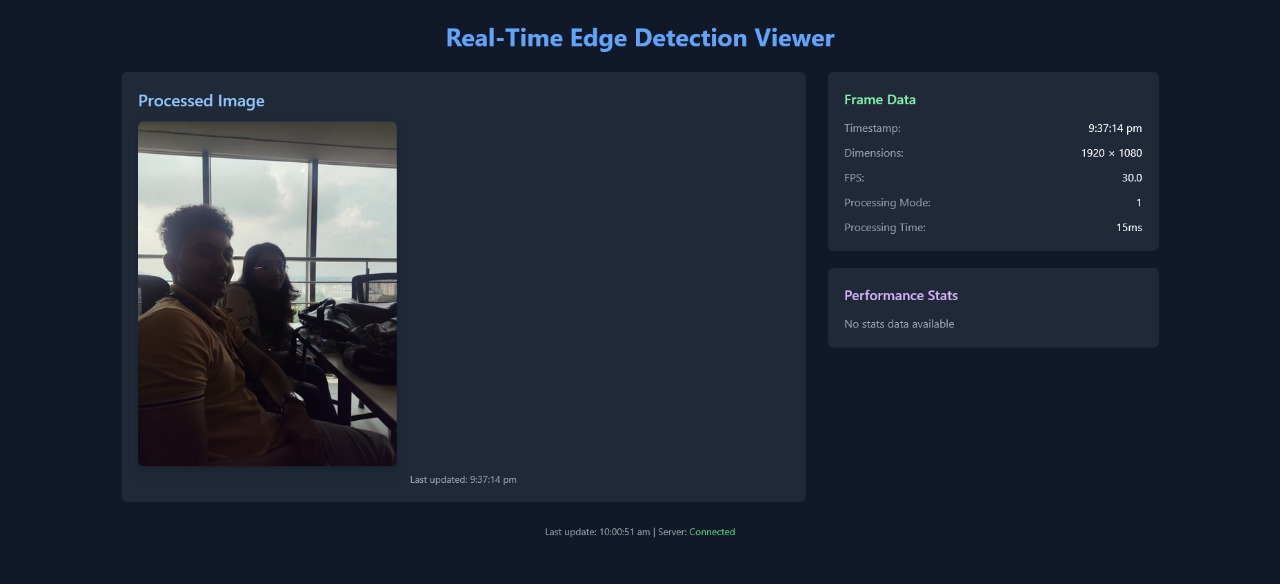 Real-Time Edge Detection Viewer
Processed Image
Last updated: 9:37:14 pm
Frame Data
Timestamp: 9:37:14 pm
Dimensions: 1920 × 1080
FPS: 30.0
Processing Mode: 1
Processing Time: 15ms
Performance Stats
No stats data available
Last update: 10:00:51 am | Server: Connected